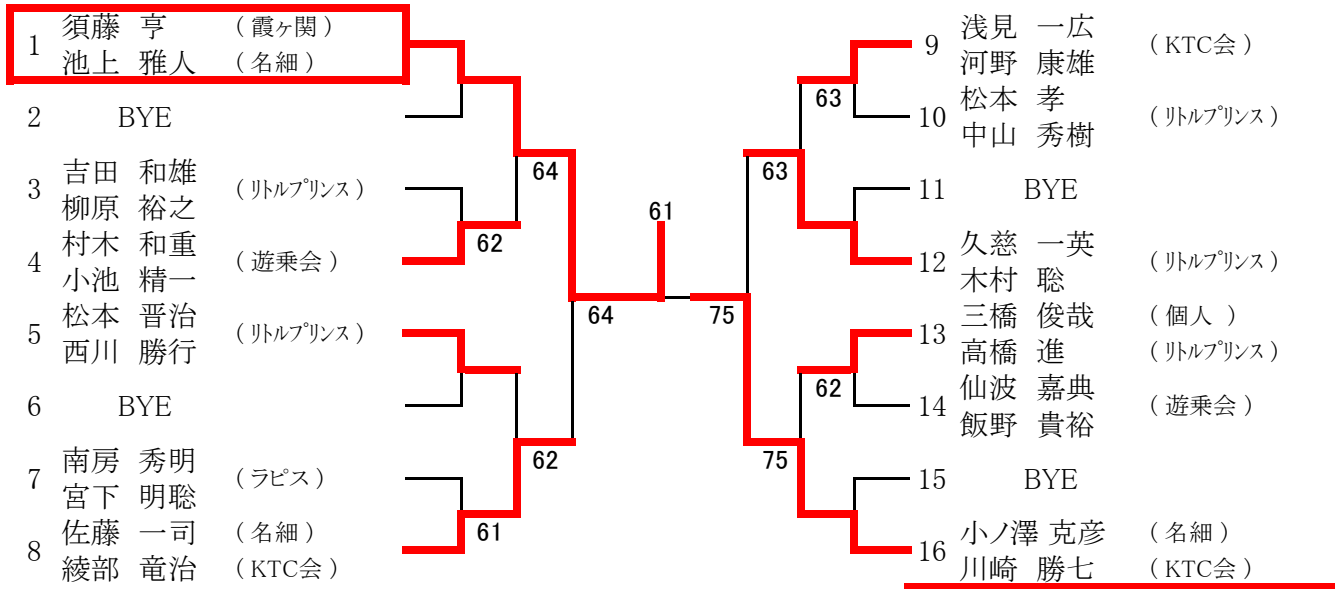 1
須藤 亨 (霞ヶ関)
池上 雅人 (名細)
2 BYE
3
吉田 和雄
柳原 裕之
(リトルプリンス)
4
村木 和重
小池 精一
(遊乗会)
5
松本 晋治
西川 勝行
(リトルプリンス)
6 BYE
7
南房 秀明
宮下 明聡
(ラピス)
8
佐藤 一司 (名細)
綾部 竜治 (KTC会)
64
62
62
61
64
61
75
63
63
62
75
9
浅見 一広
河野 康雄
(KTC会)
10
松本 孝
中山 秀樹
(リトルプリンス)
11 BYE
12
久慈 一英
木村 聡
(リトルプリンス)
13
三橋 俊哉 (個人)
高橋 進 (リトルプリンス)
14
仙波 嘉典
飯野 貴裕
(遊乗会)
15 BYE
16
小ノ澤 克彦 (名細)
川崎 勝七 (KTC会)